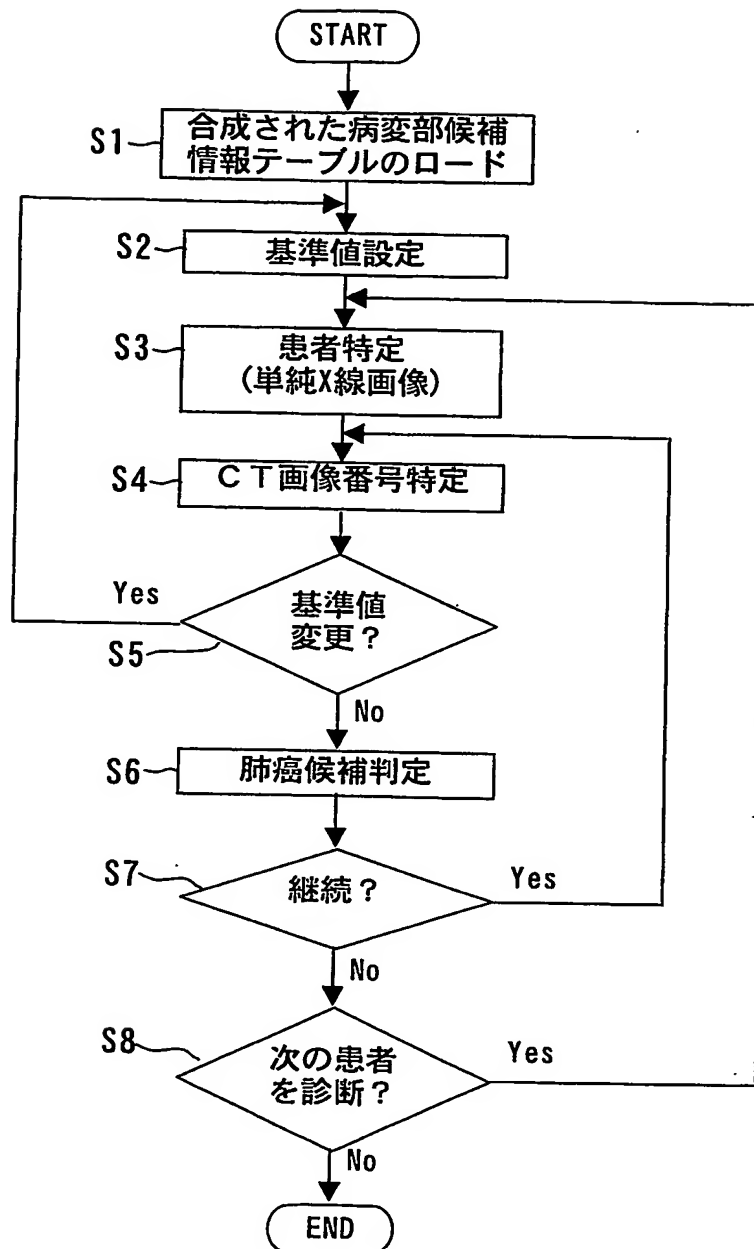 START
S1
合成された病変部候補
情報テーブルのロード
S2
基準値設定
S3
患者特定
(単純X線画像)
S4
CT画像番号特定
Yes
基準値
変更?
S5
No
S6
肺癌候補判定
S7
継続?
Yes
No
S8
次の患者
を診断?
Yes
No
END